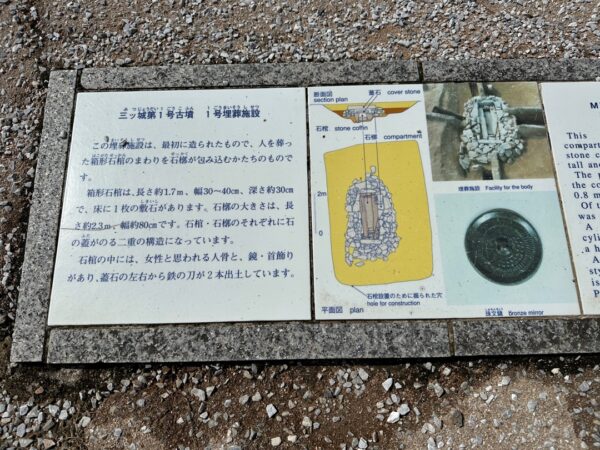 三ッ城第1号古墳 1号埋葬施設
この埋葬施設は、最初に造られたもので、人を葬っ
た箱形石棺のまわりを石槨が包み込むかたちのもので
す。
箱形石棺は、長さ約1.7m、幅30〜40cm、深さ約30cm
で、床に1枚の敷石があります。石槨の大きさは、長
さ約2.3m、幅約80cmです。石棺・石槨のそれぞれに石
の蓋がのる二重の構造になっています。
石棺の中には、女性と思われる人骨と、鏡・首飾り
があり、蓋石の左右から鉄の刀が2本出土しています。
断面図
section plan
蓋石 cover stone
石棺 stone coffin
石槨 compartment
2m
0
石棺設置のために掘られた穴
hole for construction
平面図 plan
埋葬施設 Facility for the body
珠文鏡 Bronze mirror
This
compart
stone c
tall and
The
the co
0.8 m
Of t
was
A
cyli
a h
A
sty
is
P